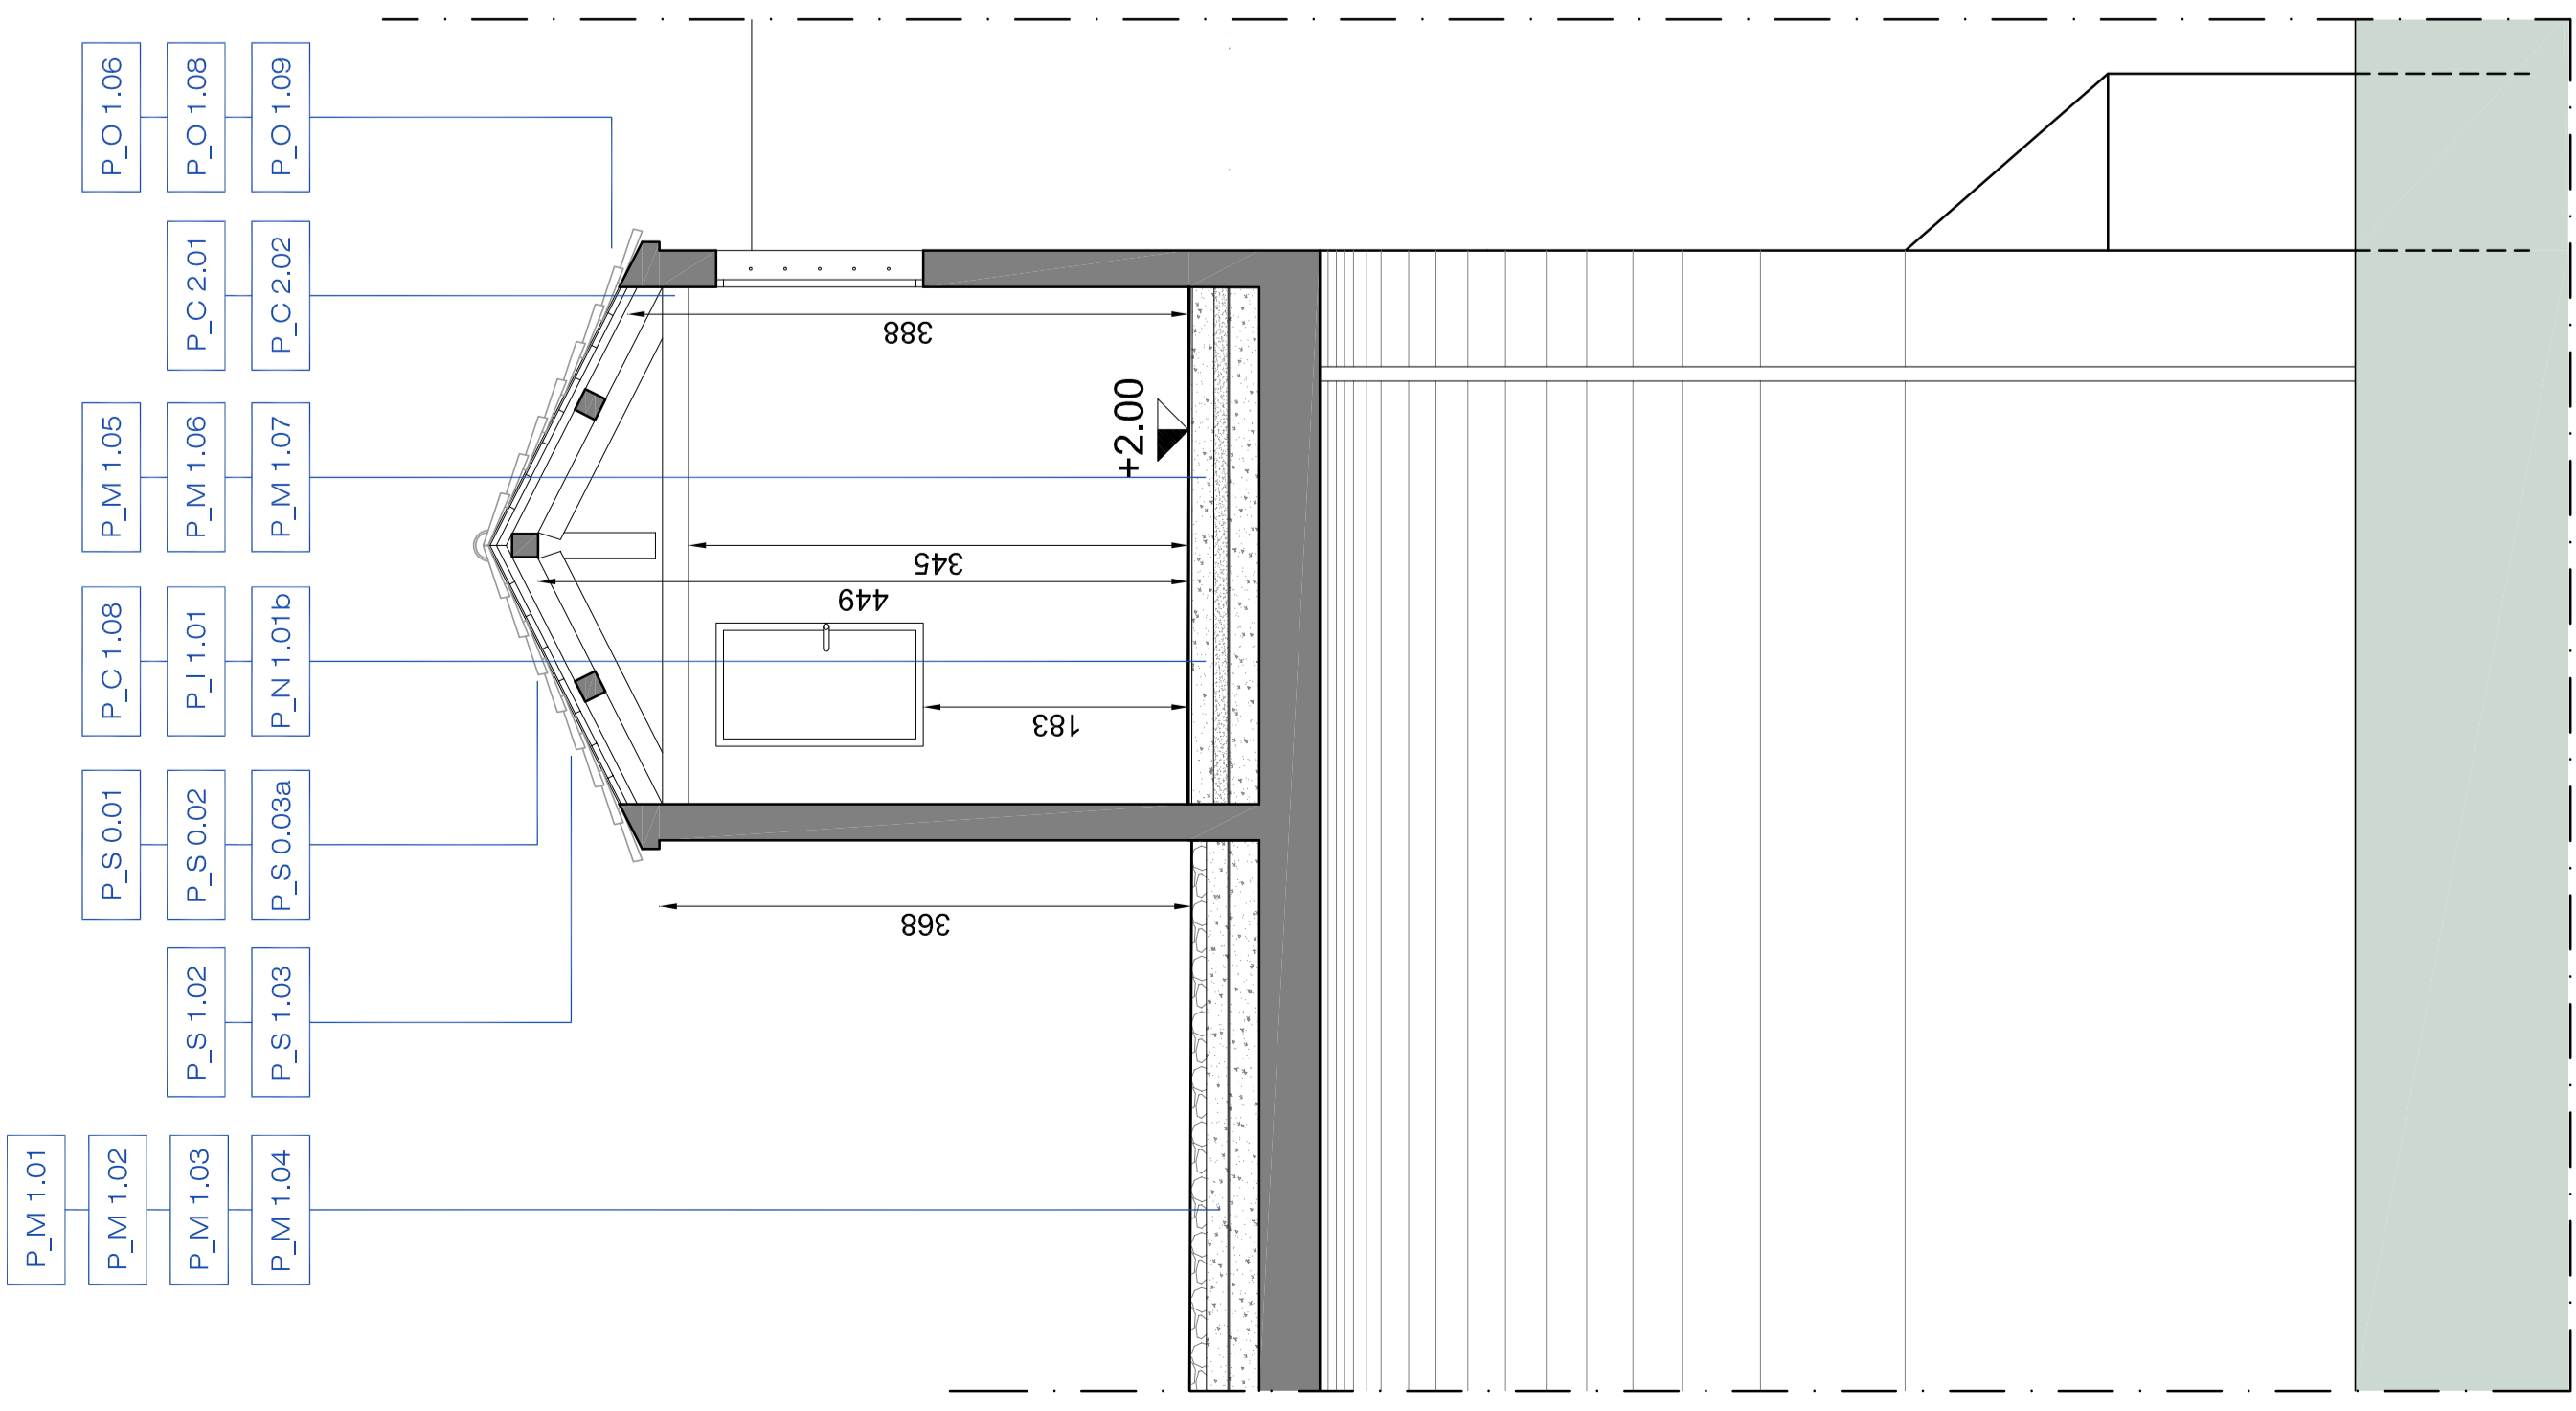 P_O 1.06
P_O 1.08
P_O 1.09
P_C 2.01
P_C 2.02
P_M 1.05
P_M 1.06
P_M 1.07
P_C 1.08
P_I 1.01
P_N 1.01b
P_S 0.01
P_S 0.02
P_S 0.03a
P_S 1.02
P_S 1.03
P_M 1.01
P_M 1.02
P_M 1.03
P_M 1.04
388
+2.00
345
449
183
368